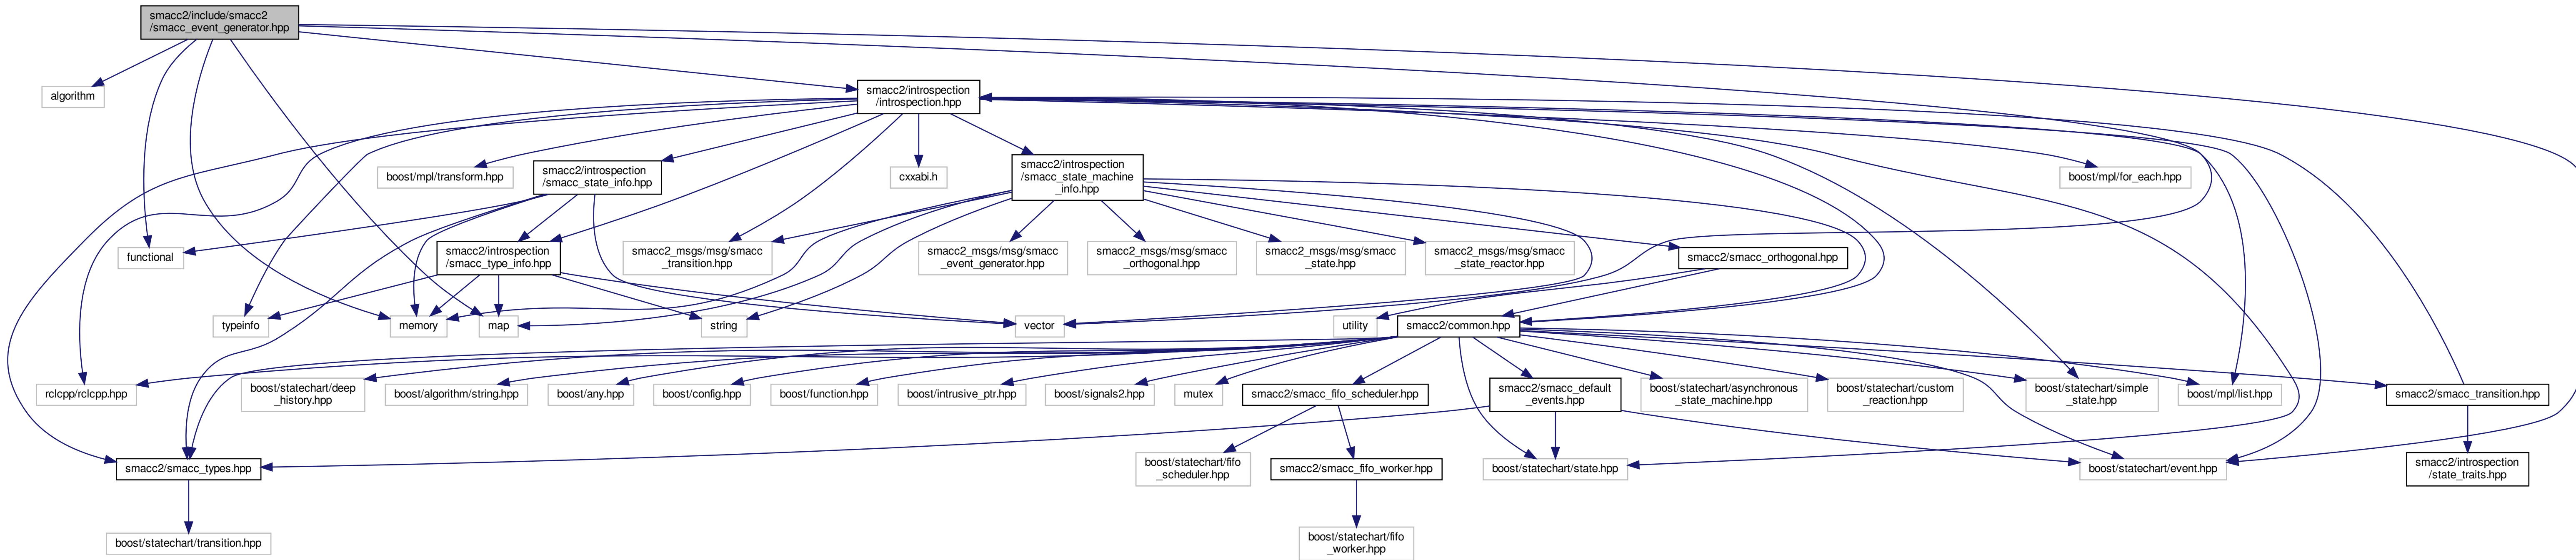 smacc2/include/smacc2
/smacc_event_generator.hpp
algorithm
smacc2/introspection
/introspection.hpp
boost/mpl/transform.hpp
smacc2/introspection
/smacc_state_info.hpp
cxxabi.h
smacc2/introspection
/smacc_state_machine
_info.hpp
boost/mpl/for_each.hpp
functional
smacc2/introspection
/smacc_type_info.hpp
smacc2_msgs/msg/smacc
_transition.hpp
smacc2_msgs/msg/smacc
_event_generator.hpp
smacc2_msgs/msg/smacc
_orthogonal.hpp
smacc2_msgs/msg/smacc
_state.hpp
smacc2_msgs/msg/smacc
_state_reactor.hpp
smacc2/smacc_orthogonal.hpp
typeinfo
memory
map
string
vector
utility
smacc2/common.hpp
rclcpp/rclcpp.hpp
boost/statechart/deep
_history.hpp
boost/algorithm/string.hpp
boost/any.hpp
boost/config.hpp
boost/function.hpp
boost/intrusive_ptr.hpp
boost/signals2.hpp
mutex
smacc2/smacc_fifo_scheduler.hpp
smacc2/smacc_default
_events.hpp
boost/statechart/asynchronous
_state_machine.hpp
boost/statechart/custom
_reaction.hpp
boost/statechart/simple
_state.hpp
boost/mpl/list.hpp
smacc2/smacc_transition.hpp
smacc2/smacc_types.hpp
boost/statechart/fifo
_scheduler.hpp
smacc2/smacc_fifo_worker.hpp
boost/statechart/state.hpp
boost/statechart/event.hpp
smacc2/introspection
/state_traits.hpp
boost/statechart/transition.hpp
boost/statechart/fifo
_worker.hpp